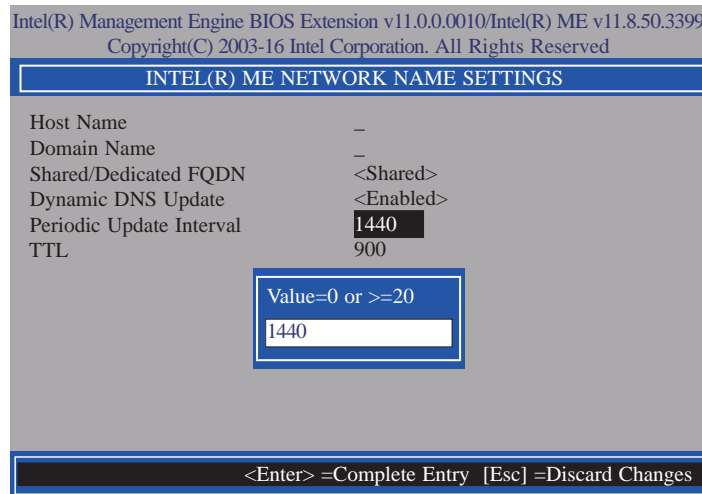 Intel(R) Management Engine BIOS Extension v11.0.0.0010/Intel(R) ME v11.8.50.3399
Copyright(C) 2003-16 Intel Corporation. All Rights Reserved
INTEL(R) ME NETWORK NAME SETTINGS
Host Name _
Domain Name _
Shared/Dedicated FQDN <Shared>
Dynamic DNS Update <Enabled>
Periodic Update Interval 1440
TTL 900
Value=0 or >=20
1440
<Enter> =Complete Entry [Esc] =Discard Changes